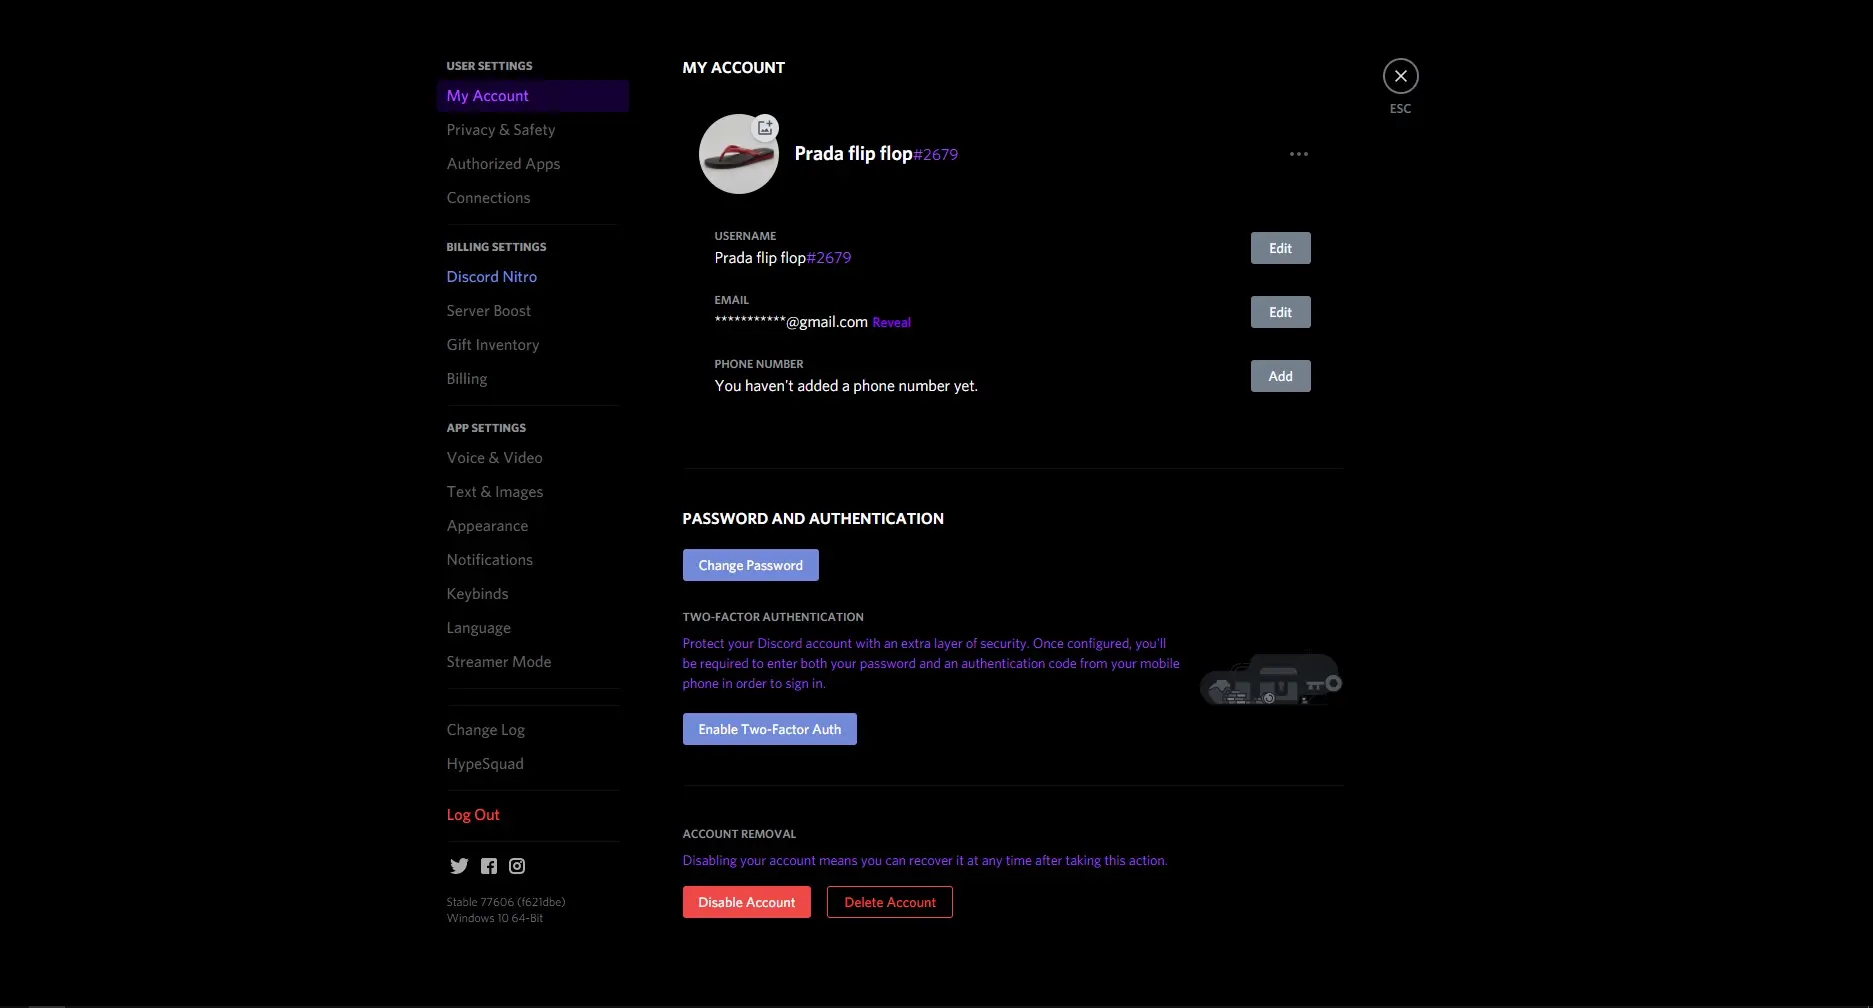 USER SETTINGS
My Account
Privacy & Safety
Authorized Apps
Connections
BILLING SETTINGS
Discord Nitro
Server Boost
Gift Inventory
Billing
APP SETTINGS
Voice & Video
Text & Images
Appearance
Notifications
Keybinds
Language
Streamer Mode
Change Log
HypeSquad
Log Out
Stable 77606 (f621dbe)
Windows 10 64-Bit
MY ACCOUNT
Prada flip flop#2679
USERNAME
Prada flip flop#2679
Edit
EMAIL
***********@gmail.com Reveal
Edit
PHONE NUMBER
You haven't added a phone number yet.
Add
PASSWORD AND AUTHENTICATION
Change Password
TWO-FACTOR AUTHENTICATION
Protect your Discord account with an extra layer of security. Once configured, you'll
be required to enter both your password and an authentication code from your mobile
phone in order to sign in.
Enable Two-Factor Auth
ACCOUNT REMOVAL
Disabling your account means you can recover it at any time after taking this action.
Disable Account
Delete Account
ESC